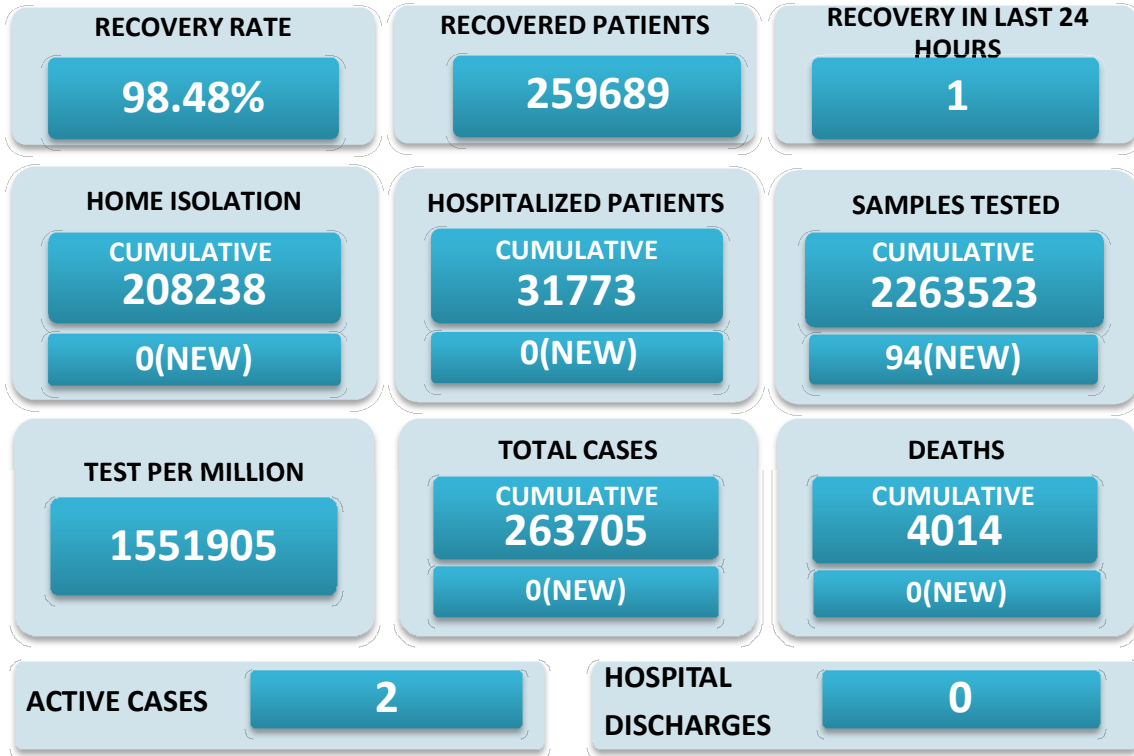 RECOVERY RATE
98.48%
RECOVERED PATIENTS
259689
RECOVERY IN LAST 24
HOURS
1
HOME ISOLATION
CUMULATIVE
208238
0(NEW)
HOSPITALIZED PATIENTS
CUMULATIVE
31773
0(NEW)
SAMPLES TESTED
CUMULATIVE
2263523
94(NEW)
TEST PER MILLION
1551905
TOTAL CASES
CUMULATIVE
263705
0(NEW)
DEATHS
CUMULATIVE
4014
0(NEW)
ACTIVE CASES
2
HOSPITAL
DISCHARGES
0